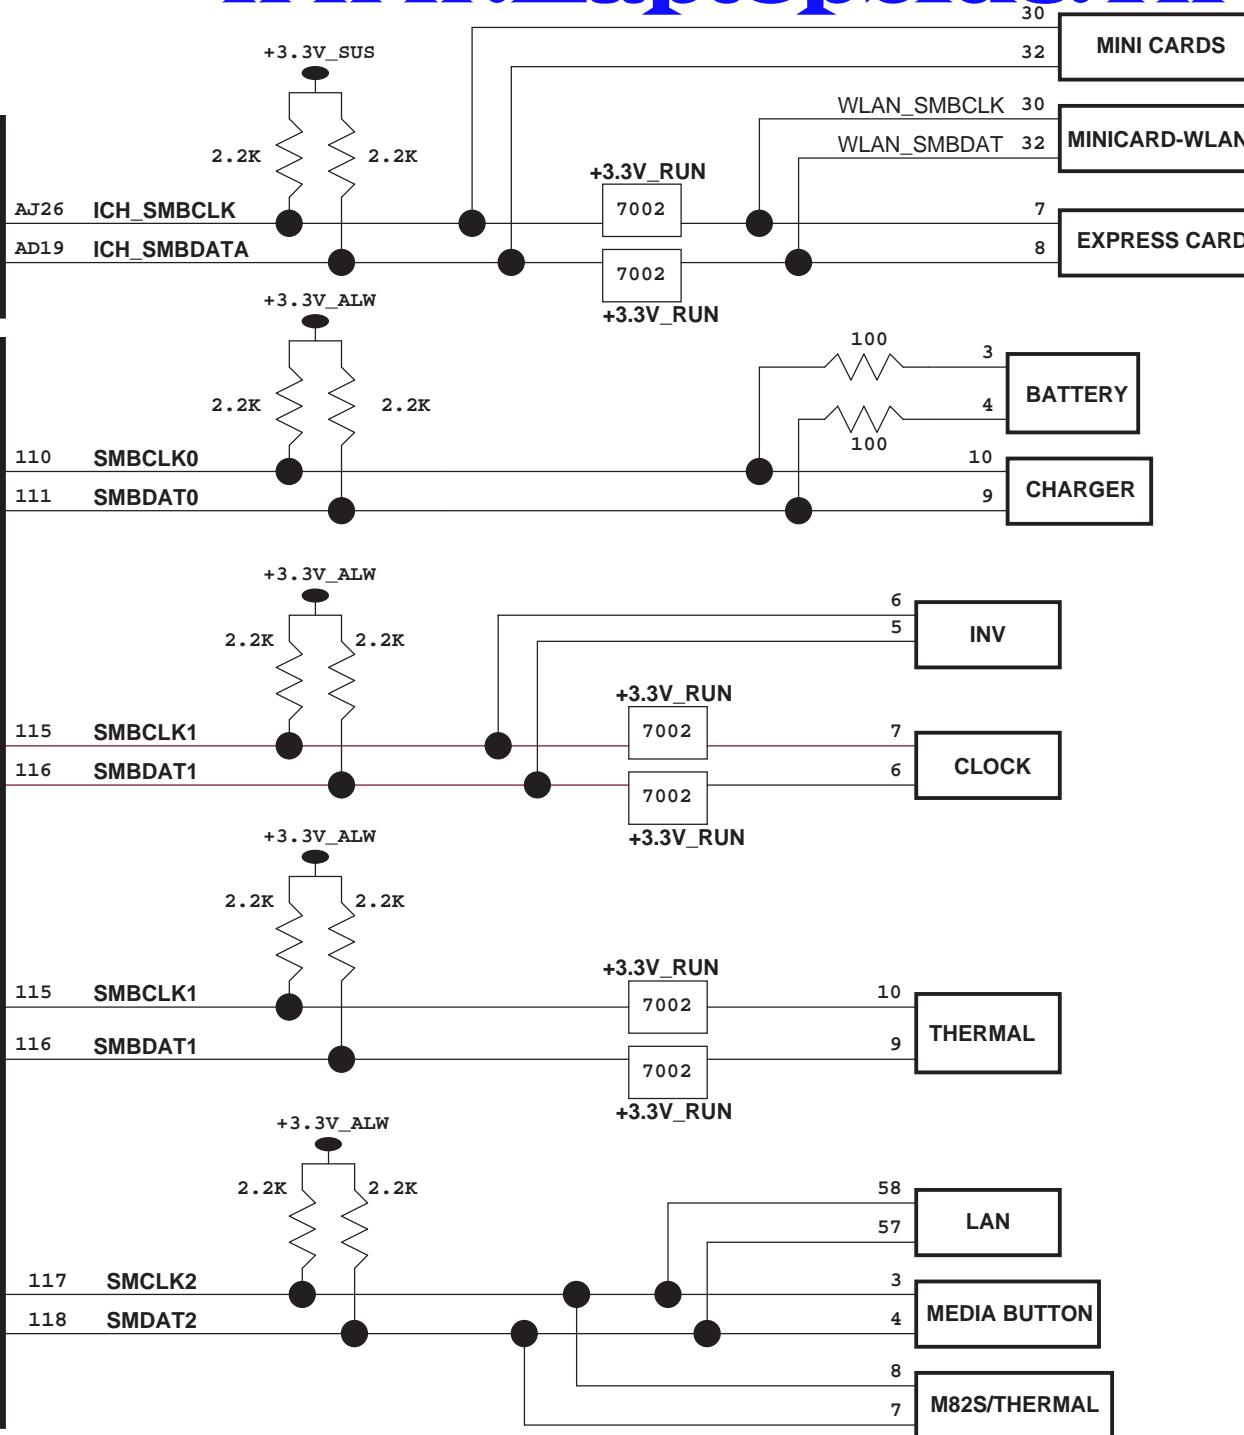 30
MINI CARDS
+3.3V_SUS
32
WLAN_SMBCLK 30
MINICARD-WLAN
WLAN_SMBDAT 32
2.2K 2.2K
+3.3V_RUN
AJ26 ICH_SMBCLK
7002
7
EXPRESS CARD
AD19 ICH_SMBDATA
8
7002
+3.3V_ALW
+3.3V_RUN
100
3
BATTERY
2.2K 2.2K
4
100
110 SMBCLK0
10
CHARGER
111 SMBDAT0
9
+3.3V_ALW
6
5
INV
2.2K 2.2K
+3.3V_RUN
115 SMBCLK1
7002
7
CLOCK
116 SMBDAT1
6
7002
+3.3V_ALW
+3.3V_RUN
2.2K 2.2K
+3.3V_RUN
115 SMBCLK1
7002
10
THERMAL
116 SMBDAT1
9
7002
+3.3V_RUN
+3.3V_ALW
2.2K 2.2K
58
LAN
57
117 SMCLK2
3
MEDIA BUTTON
118 SMDAT2
4
8
M82S/THERMAL
7